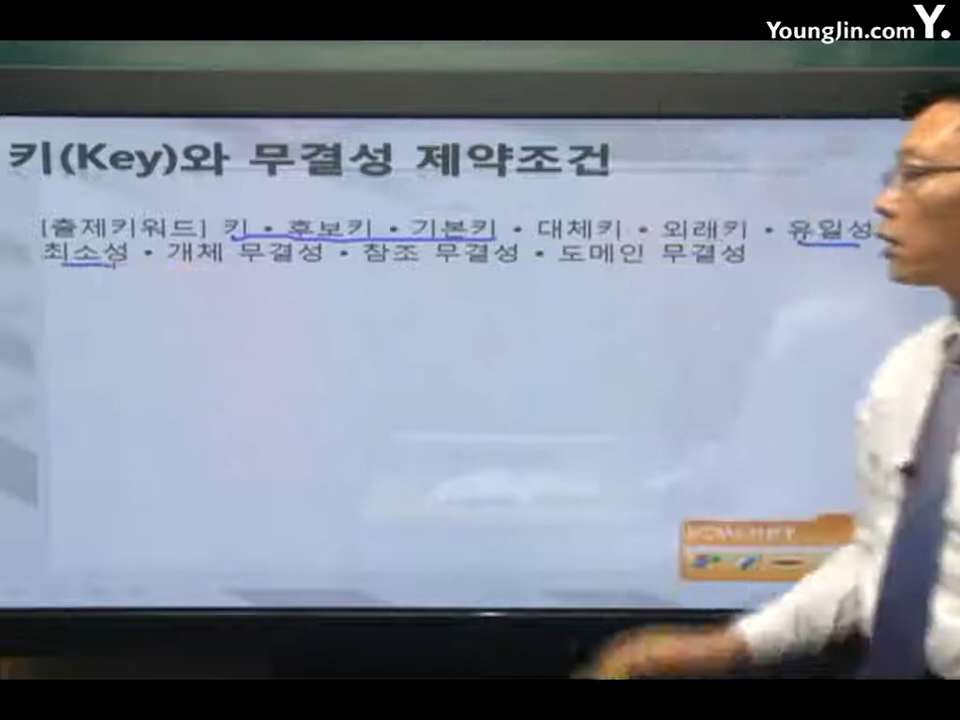 YoungJin.com Y.
키(Key)와 무결성 제약조건
[출제키워드] 키 • 후보키 • 기본키 • 대체키 • 외래키 • 유일성
최소성 • 개체 무결성 • 참조 무결성 • 도메인 무결성